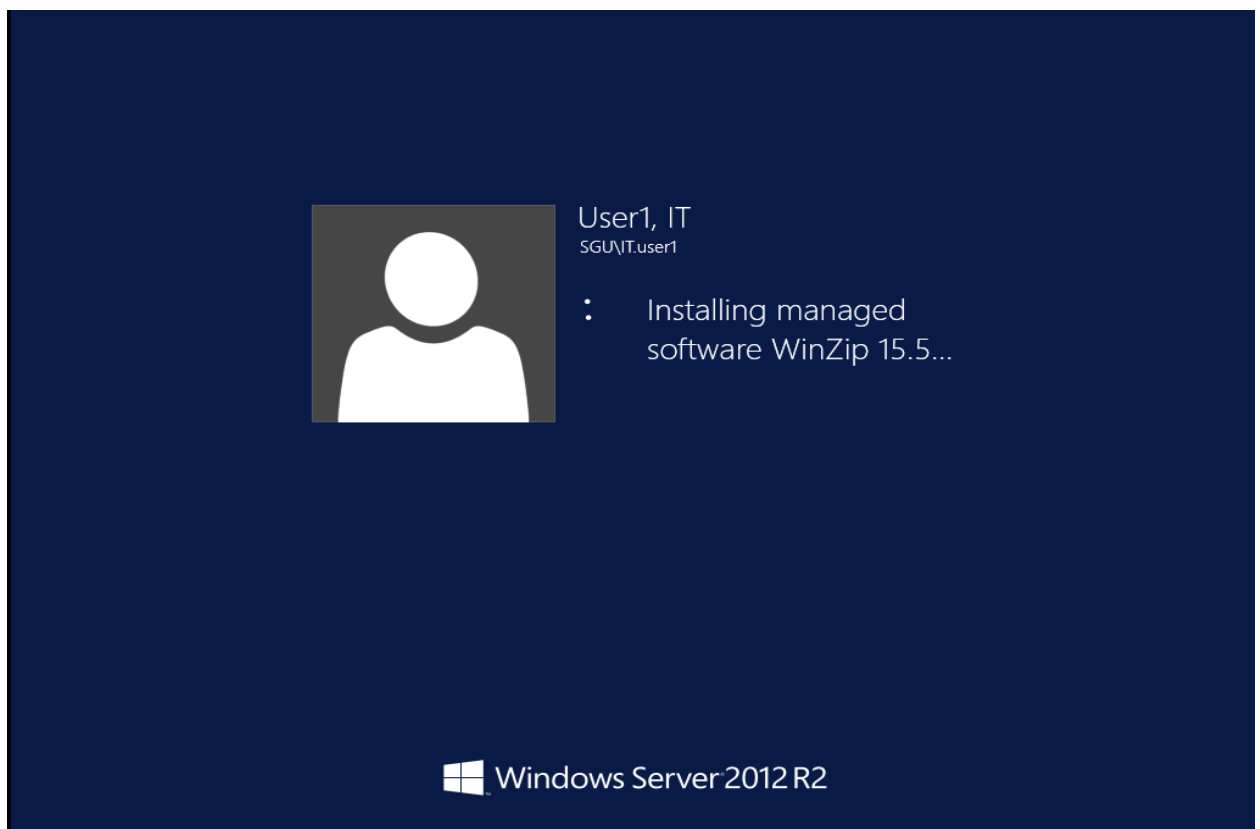 User1, IT
SGU\IT.user1
Installing managed
software WinZip 15.5...
Windows Server 2012 R2